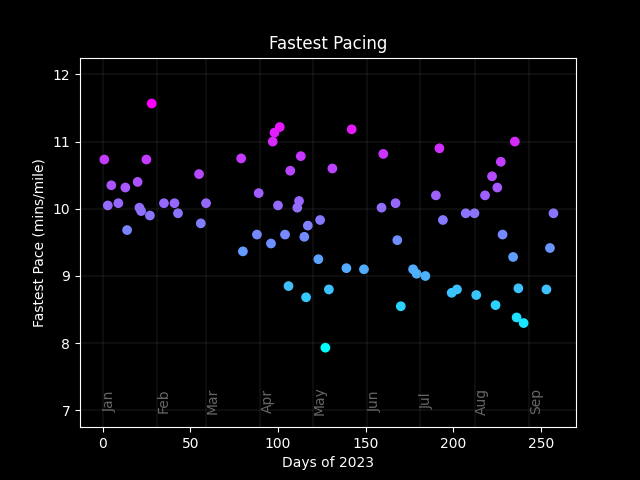 Fastest Pacing
12
11
10
9
8
7
Fastest Pace (mins/mile)
Jan Feb Mar Apr May Jun Jul Aug Sep
0 50 100 150 200 250
Days of 2023